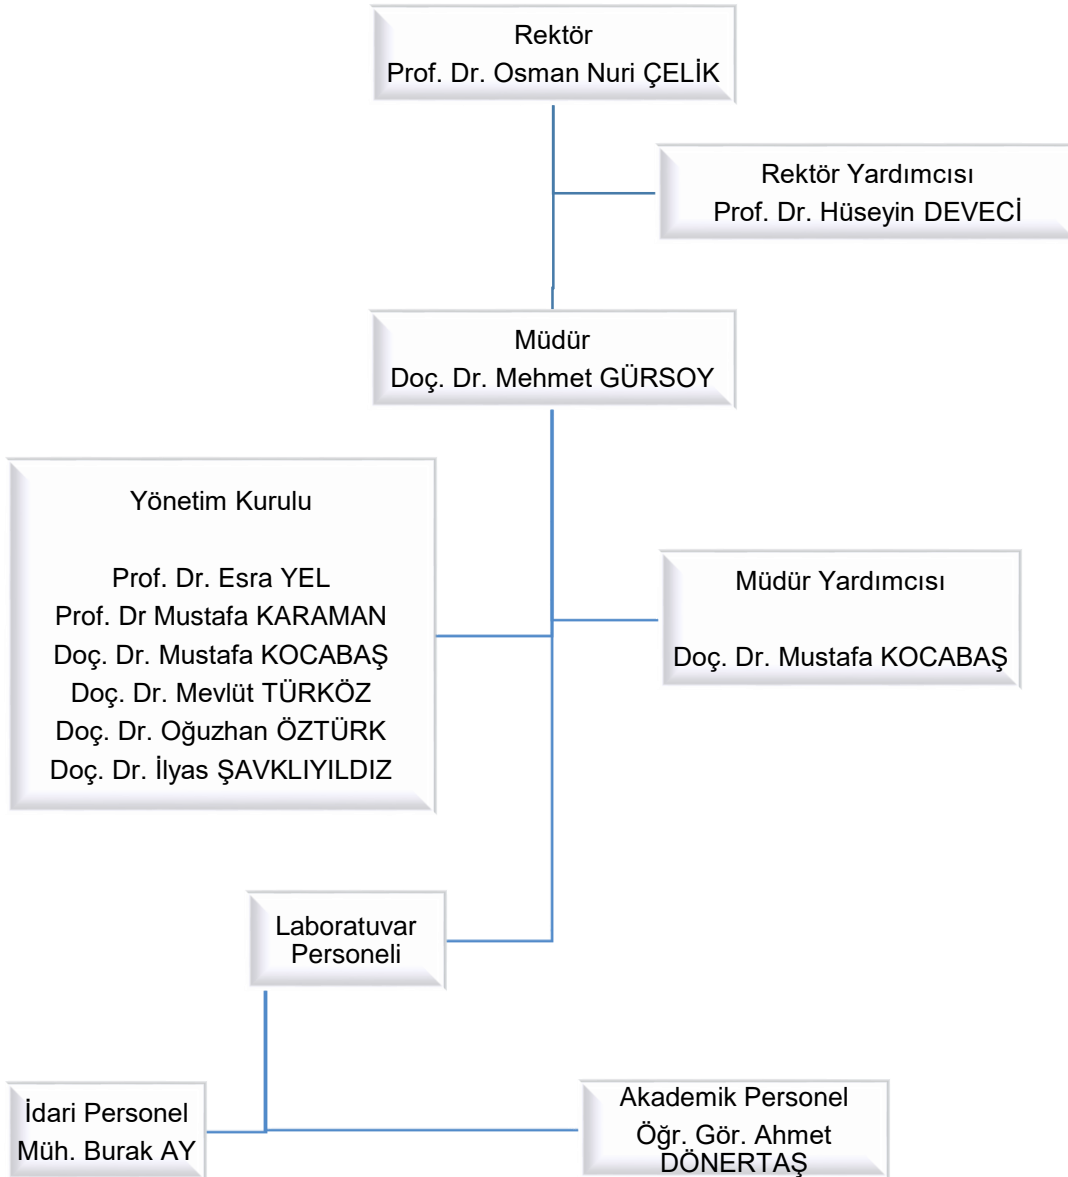 Rektör
Prof. Dr. Osman Nuri ÇELİK
Rektör Yardımcısı
Prof. Dr. Hüseyin DEVECİ
Müdür
Doç. Dr. Mehmet GÜRSOY
Yönetim Kurulu
Prof. Dr. Esra YEL
Prof. Dr Mustafa KARAMAN
Doç. Dr. Mustafa KOCABAŞ
Doç. Dr. Mevlüt TÜRKÖZ
Doç. Dr. Oğuzhan ÖZTÜRK
Doç. Dr. İlyas ŞAVKLIYILDIZ
Müdür Yardımcısı
Doç. Dr. Mustafa KOCABAŞ
Laboratuvar
Personeli
İdari Personel
Müh. Burak AY
Akademik Personel
Öğr. Gör. Ahmet
DÖNERTAŞ